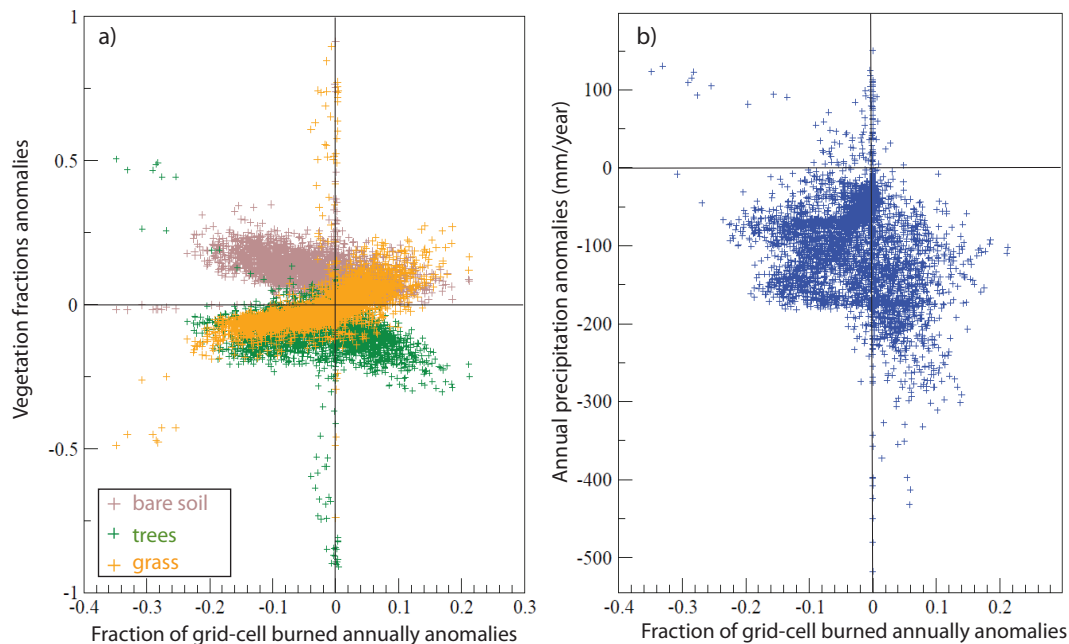 a)
Vegetation fractions anomalies
1
0.5
0
-0.5
-1
bare soil
trees
grass
-0.4 -0.3 -0.2 -0.1 0 0.1 0.2 0.3
Fraction of grid-cell burned annually anomalies
b)
Annual precipitation anomalies (mm/year)
100
0
-100
-200
-300
-400
-500
-0.4 -0.3 -0.2 -0.1 0 0.1 0.2
Fraction of grid-cell burned annually anomalies